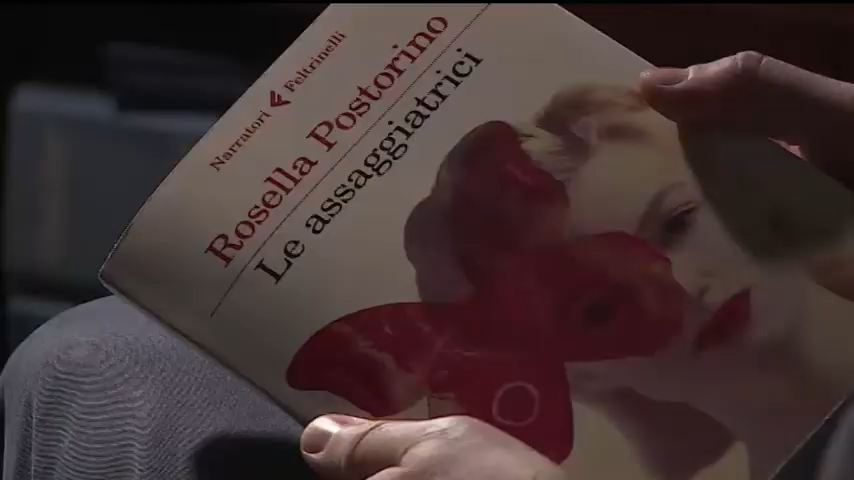 Narratori Feltrinelli
Rosella Postorino
Le assaggiatrici